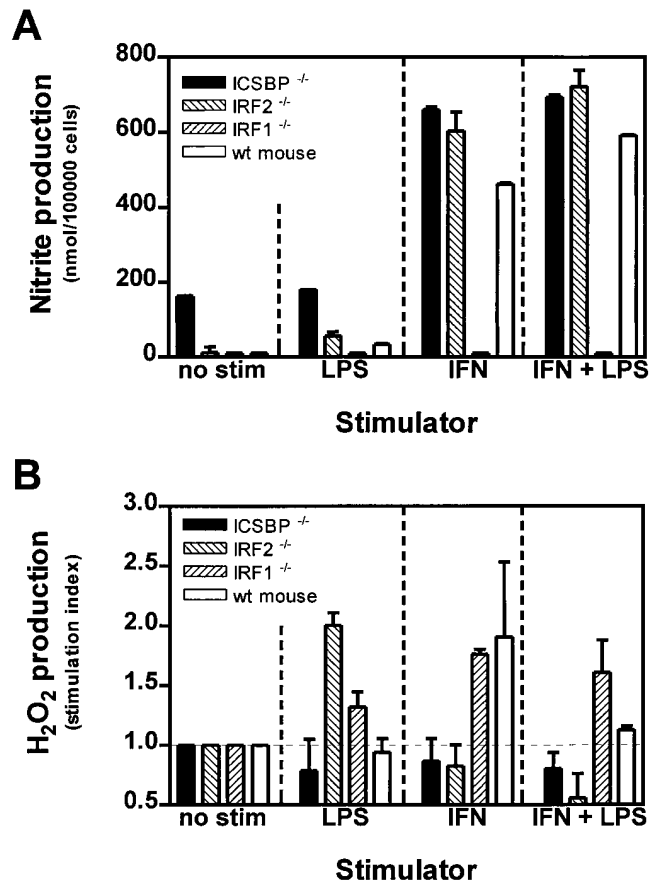 A
Nitrite production
(nmol/100000 cells)
800
600
400
200
0
ICSBP -/-
IRF2 -/-
IRF1 -/-
wt mouse
no stim LPS IFN IFN + LPS
Stimulator
B
H2O2 production
(stimulation index)
3.0
2.5
2.0
1.5
1.0
0.5
ICSBP -/-
IRF2 -/-
IRF1 -/-
wt mouse
no stim LPS IFN IFN + LPS
Stimulator